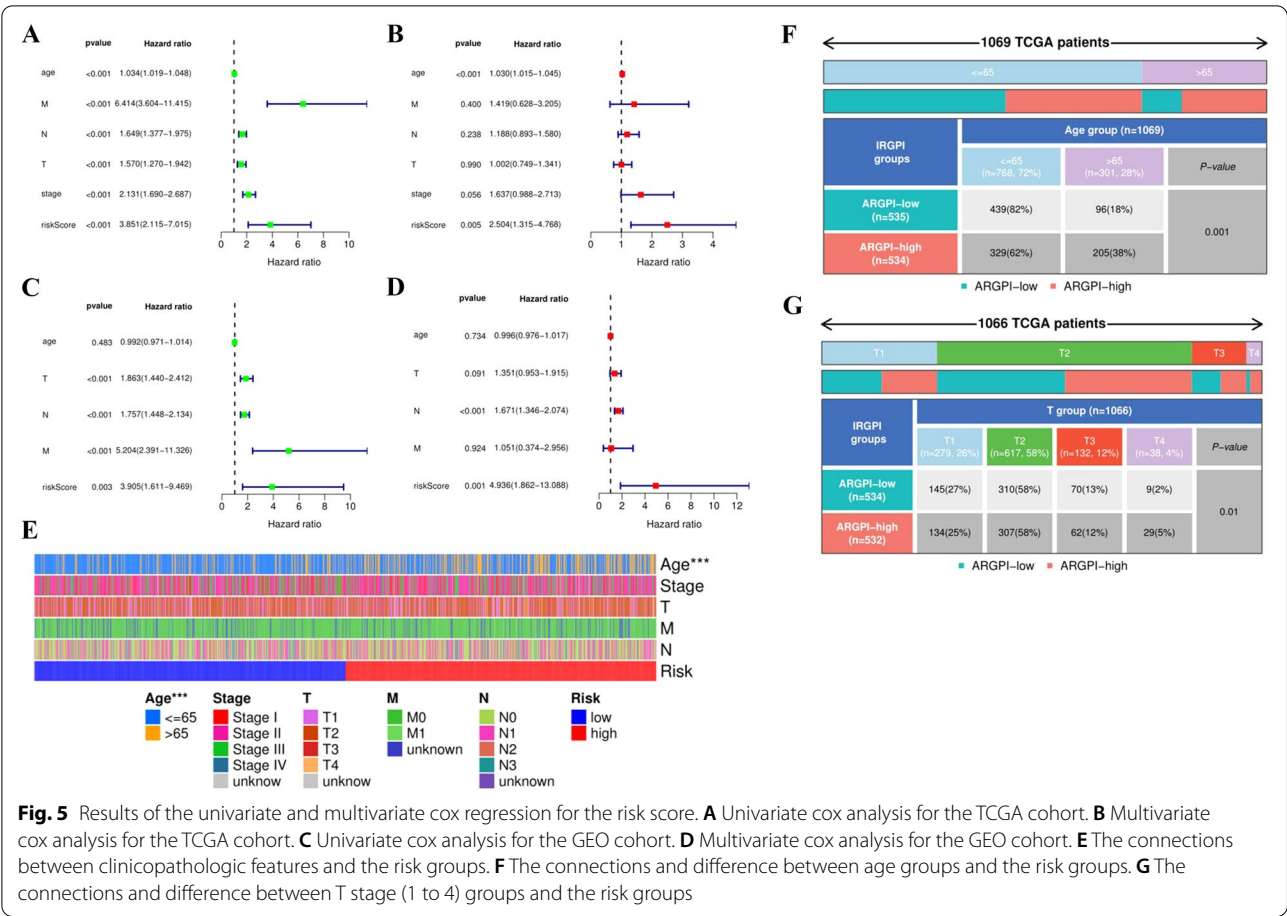 A
pvalue Hazard ratio
age <0.001 1.034(1.019−1.048)
M <0.001 6.414(3.604−11.415)
N <0.001 1.649(1.377−1.975)
T <0.001 1.570(1.270−1.942)
stage <0.001 2.131(1.690−2.687)
riskScore <0.001 3.851(2.115−7.015)
0 2 4 6 8 10
Hazard ratio
B
pvalue Hazard ratio
age <0.001 1.030(1.015−1.045)
M 0.400 1.419(0.628−3.205)
N 0.238 1.188(0.893−1.580)
T 0.990 1.002(0.749−1.341)
stage 0.056 1.637(0.988−2.713)
riskScore 0.005 2.504(1.315−4.768)
0 1 2 3 4
Hazard ratio
C
pvalue Hazard ratio
age 0.483 0.992(0.971−1.014)
T <0.001 1.863(1.440−2.412)
N <0.001 1.757(1.448−2.134)
M <0.001 5.204(2.391−11.326)
riskScore 0.003 3.905(1.611−9.469)
0 2 4 6 8 10
Hazard ratio
D
pvalue Hazard ratio
age 0.734 0.996(0.976−1.017)
T 0.091 1.351(0.953−1.915)
N <0.001 1.671(1.346−2.074)
M 0.924 1.051(0.374−2.956)
riskScore 0.001 4.936(1.862−13.088)
0 2 4 6 8 10 12
Hazard ratio
E
Age***
Stage
T
M
N
Risk
Age***
<=65
>65
Stage
Stage I
Stage II
Stage III
Stage IV
unknow
T
T1
T2
T3
T4
unknow
M
M0
M1
unknown
N
N0
N1
N2
N3
unknown
Risk
low
high
F
1069 TCGA patients
<=65 >65
IRGPI groups
Age group (n=1069)
<=65 (n=768, 72%)
>65 (n=301, 28%)
P−value
ARGPI−low (n=535)
439(82%) 96(18%)
0.001
ARGPI−high (n=534)
329(62%) 205(38%)
ARGPI−low ARGPI−high
G
1066 TCGA patients
T1 T2 T3 T4
IRGPI groups
T group (n=1066)
T1 (n=279, 26%)
T2 (n=617, 58%)
T3 (n=132, 12%)
T4 (n=38, 4%)
P−value
ARGPI−low (n=534)
145(27%) 310(58%) 70(13%) 9(2%)
0.01
ARGPI−high (n=532)
134(25%) 307(58%) 62(12%) 29(5%)
ARGPI−low ARGPI−high
Fig. 5 Results of the univariate and multivariate cox regression for the risk score. A Univariate cox analysis for the TCGA cohort. B Multivariate
cox analysis for the TCGA cohort. C Univariate cox analysis for the GEO cohort. D Multivariate cox analysis for the GEO cohort. E The connections
between clinicopathologic features and the risk groups. F The connections and difference between age groups and the risk groups. G The
connections and difference between T stage (1 to 4) groups and the risk groups